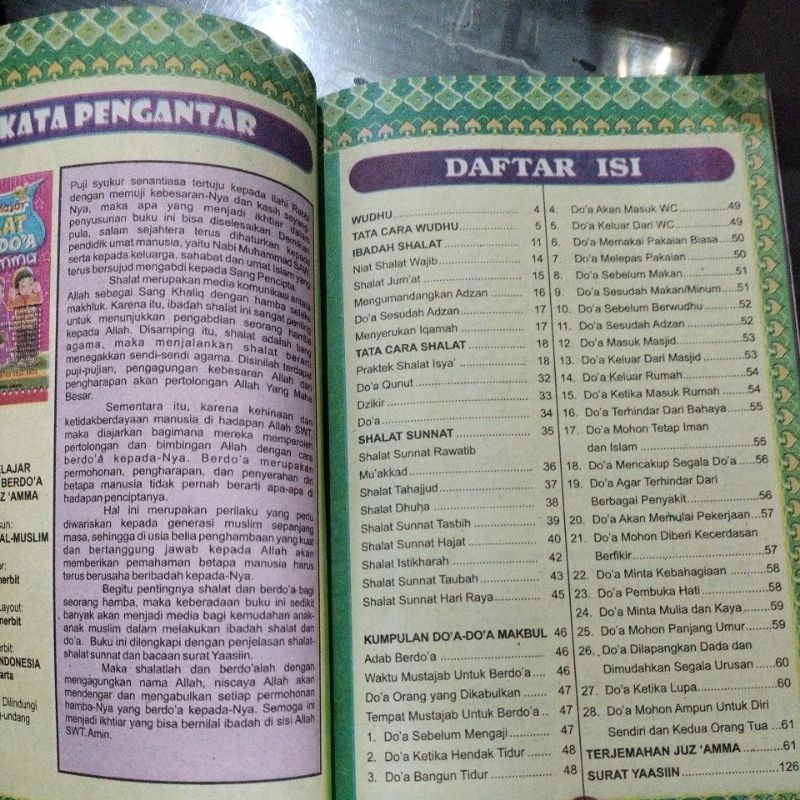 KATA PENGANTAR
Puji syukur senantiasa tertuju kepada Ilahi Rabbi
dengan memuji kebesaran-Nya dan kasih sayang-
Nya, maka apa yang menjadi ikhtiar dalam
penyusunan buku ini bisa diselesaikan. Demikian
pula, salam sejahtera terus dihaturkan kepada
pendidik umat manusia, yaitu Nabi Muhammad SAW
serta kepada keluarga, sahabat dan umat Islam yang
terus bersujud mengabdi kepada Sang Pencipta.
Shalat merupakan media komunikasi antara
Allah sebagai Sang Khaliq dengan hamba selaku
makhluk. Karena itu, ibadah shalat ini sangat penting
untuk menunjukkan pengabdian seorang hamba
kepada Allah. Disamping itu, shalat adalah tiang
agama, maka menjalankan shalat berarti
menegakkan sendi-sendi agama. Disinilah terdapat
puji-pujian, pengagungan kebesaran Allah dan
pengharapan akan pertolongan Allah Yang Maha
Besar.
Sementara itu, karena kehinaan dan
ketidakberdayaan manusia di hadapan Allah SWT,
maka diajarkan bagaimana mereka memperoleh
pertolongan dan bimbingan Allah dengan cara
berdo'a kepada-Nya. Berdo'a merupakan
permohonan, pengharapan, dan penyerahan diri
betapa manusia tidak pernah berarti apa-apa di
hadapan penciptanya.
Hal ini merupakan perilaku yang perlu
diwariskan kepada generasi muslim sepanjang
masa, sehingga di usia belia penghambaan yang kuat
dan bertanggung jawab kepada Allah akan
memberikan pemahaman betapa manusia harus
terus berusaha beribadah kepada-Nya.
Begitu pentingnya shalat dan berdo'a bagi
seorang hamba, maka keberadaan buku ini sedikit
banyak akan menjadi media bagi kemudahan anak-
anak muslim dalam melakukan ibadah shalat dan
do'a. Buku ini dilengkapi dengan penjelasan shalat-
shalat sunnat dan bacaan surat Yaasiin.
Maka shalatlah dan berdo'alah dengan
mengagungkan nama Allah, niscaya Allah akan
mendengar dan mengabulkan setiap permohonan
hamba-Nya yang berdo'a kepada-Nya. Semoga ini
menjadi ikhtiar yang bisa bernilai ibadah di sisi Allah
SWT. Amin.
ELAJAR
BERDO'A
JUZ 'AMMA
sun:
AL-MUSLIM
or:
nerbit
Layout:
nerbit
rbit:
NDONESIA
arta
Dilindungi
g-undang
DAFTAR ISI
WUDHU..................... 4
TATA CARA WUDHU............. 5
IBADAH SHALAT................ 11
Niat Shalat Wajib................ 14
Shalat Jum'at..................... 15
Mengumandangkan Adzan........ 16
Do'a Sesudah Adzan............ 17
Menyerukan Iqamah............. 17
TATA CARA SHALAT............. 18
Praktek Shalat Isya'............. 18
Do'a Qunut....................... 32
Dzikir............................. 33
Do'a............................... 34
SHALAT SUNNAT................ 35
Shalat Sunnat Rawatib
Mu'akkad......................... 36
Shalat Tahajjud................... 37
Shalat Dhuha..................... 38
Shalat Sunnat Tasbih............ 39
Shalat Sunnat Hajat............. 40
Shalat Istikharah................. 42
Shalat Sunnat Taubah........... 43
Shalat Sunnat Hari Raya........ 45
KUMPULAN DO'A-DO'A MAKBUL 46
Adab Berdo'a..................... 46
Waktu Mustajab Untuk Berdo'a.... 46
Do'a Orang yang Dikabulkan ..... 47
Tempat Mustajab Untuk Berdo'a .. 47
1. Do'a Sebelum Mengaji......... 47
2. Do'a Ketika Hendak Tidur ..... 48
3. Do'a Bangun Tidur ............ 48
4. Do'a Akan Masuk WC............49
5. Do'a Keluar Dari WC............49
6. Do'a Memakai Pakaian Biasa....50
7. Do'a Melepas Pakaian..........50
8. Do'a Sebelum Makan............51
9. Do'a Sesudah Makan/Minum.....51
10. Do'a Sebelum Berwudhu ........52
11. Do'a Sesudah Adzan ............52
12. Do'a Masuk Masjid..............53
13. Do'a Keluar Dari Masjid........53
14. Do'a Keluar Rumah..............54
15. Do'a Ketika Masuk Rumah ......54
16. Do'a Terhindar Dari Bahaya.....55
17. Do'a Mohon Tetap Iman
dan Islam........................55
18. Do'a Mencakup Segala Do'a.....56
19. Do'a Agar Terhindar Dari
Berbagai Penyakit...............56
20. Do'a Akan Memulai Pekerjaan...57
21. Do'a Mohon Diberi Kecerdasan
Berfikir..........................57
22. Do'a Minta Kebahagiaan .......58
23. Do'a Pembuka Hati .............58
24. Do'a Minta Mulia dan Kaya.....59
25. Do'a Mohon Panjang Umur......59
26. Do'a Dilapangkan Dada dan
Dimudahkan Segala Urusan .....60
27. Do'a Ketika Lupa................60
28. Do'a Mohon Ampun Untuk Diri
Sendiri dan Kedua Orang Tua ...61
TERJEMAHAN JUZ 'AMMA ........61
SURAT YAASIIN....................126